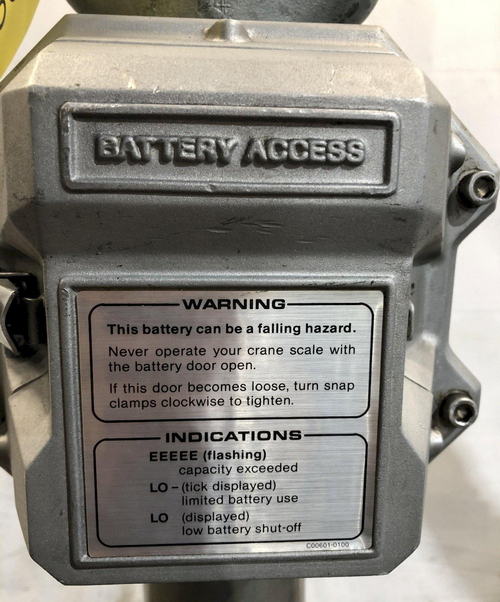 BATTERY ACCESS
WARNING
This battery can be a falling hazard.
Never operate your crane scale with
the battery door open.
If this door becomes loose, turn snap
clamps clockwise to tighten.
INDICATIONS
EEEEE (flashing)
capacity exceeded
LO – (tick displayed)
limited battery use
LO (displayed)
low battery shut-off
C00601-0100